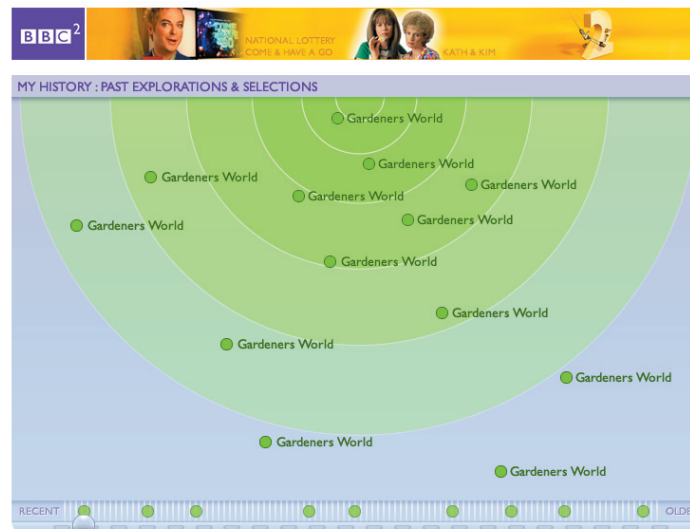 BBC2
NATIONAL LOTTERY
COME & HAVE A GO
KATH & KIM
MY HISTORY : PAST EXPLORATIONS & SELECTIONS
Gardeners World
Gardeners World
Gardeners World
Gardeners World
Gardeners World
Gardeners World
Gardeners World
Gardeners World
Gardeners World
Gardeners World
Gardeners World
Gardeners World
Gardeners World
RECENT
OLDE